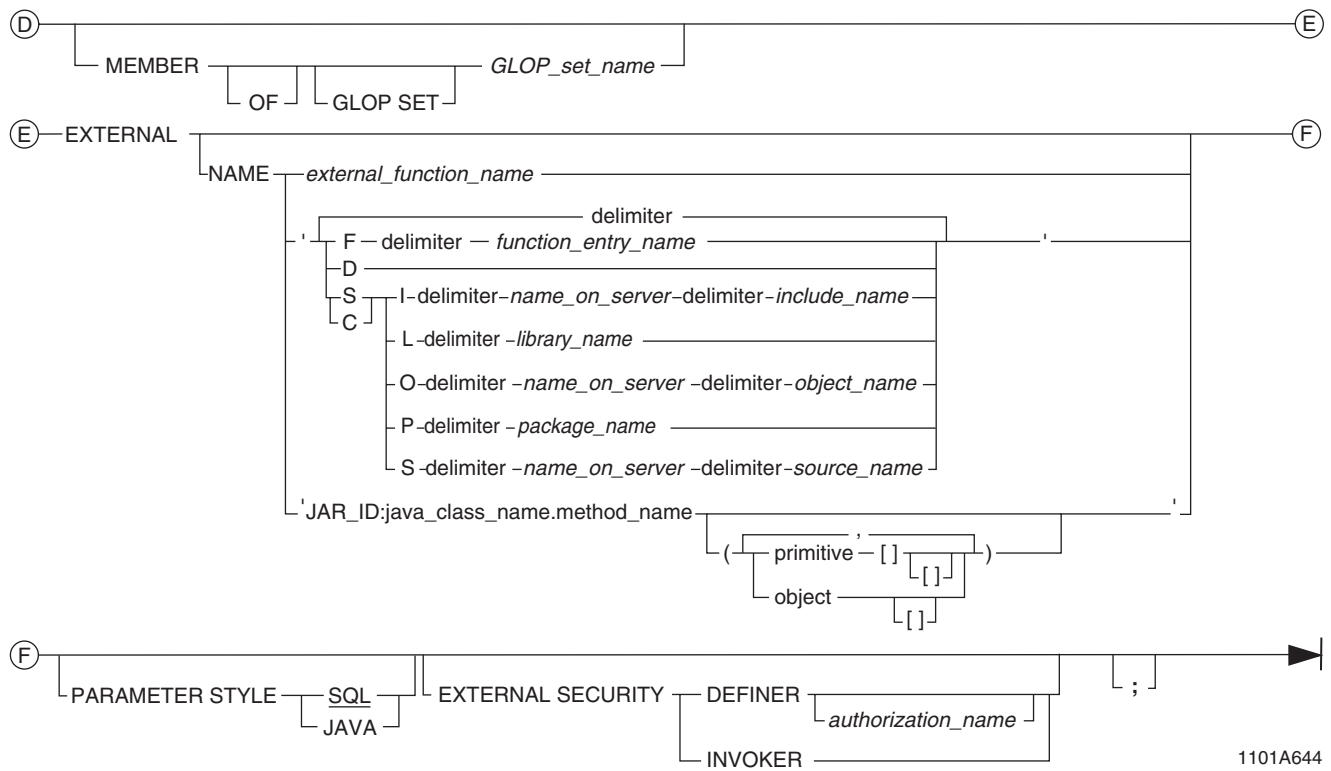 D E
MEMBER GLOP_set_name
OF GLOP SET
E EXTERNAL F
NAME external_function_name
delimiter
' F delimiter function_entry_name '
D
S I-delimiter-name_on_server-delimiter-include_name
C
L-delimiter-library_name
O-delimiter-name_on_server-delimiter-object_name
P-delimiter-package_name
S-delimiter-name_on_server-delimiter-source_name
'JAR_ID:java_class_name.method_name '
,
( primitive [ ] )
[ ]
object
[ ]
F
PARAMETER STYLE SQL EXTERNAL SECURITY DEFINER ;
JAVA authorization_name
INVOKER 1101A644